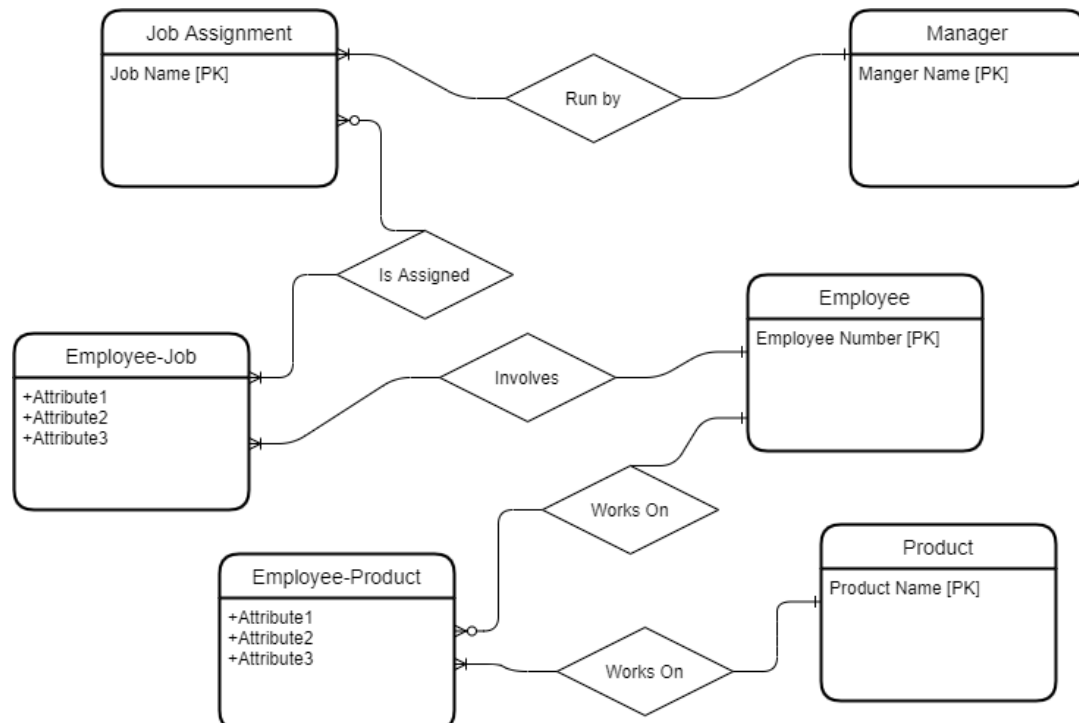 Job Assignment
Job Name [PK]
Run by
Manager
Manger Name [PK]
Is Assigned
Employee-Job
+Attribute1
+Attribute2
+Attribute3
Involves
Employee
Employee Number [PK]
Works On
Employee-Product
+Attribute1
+Attribute2
+Attribute3
Works On
Product
Product Name [PK]